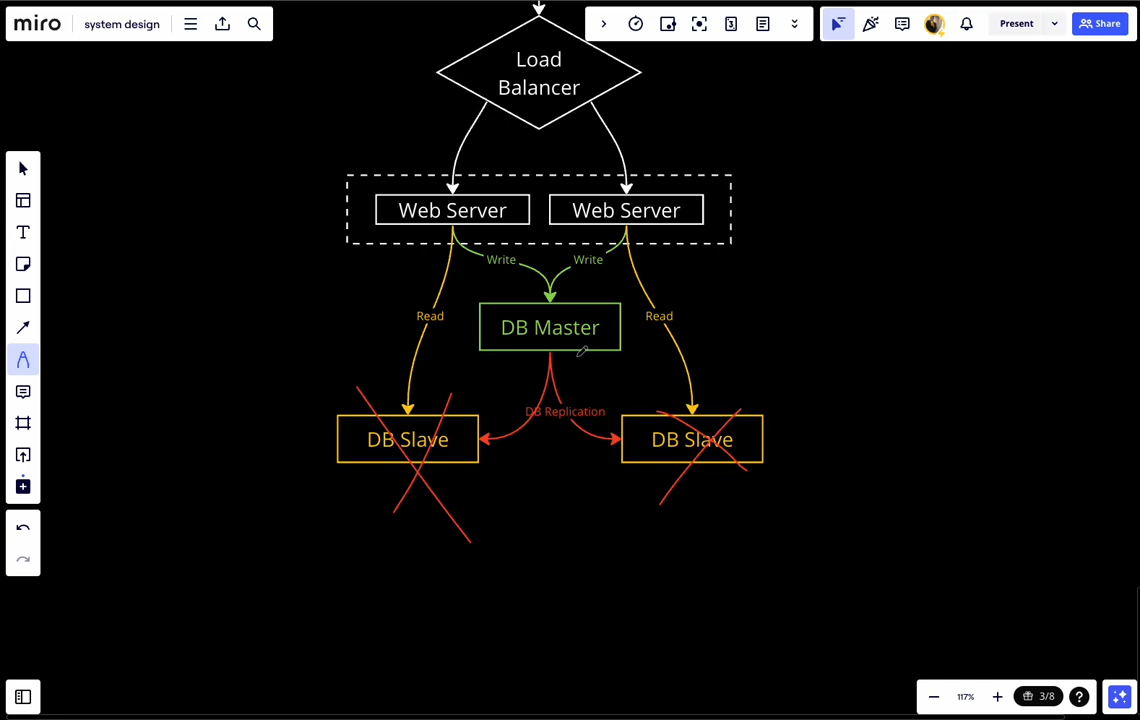 miro
system design
Present
Share
Load
Balancer
Web Server
Web Server
Write
Write
Read
Read
DB Master
DB Replication
DB Slave
DB Slave
117%
3/8